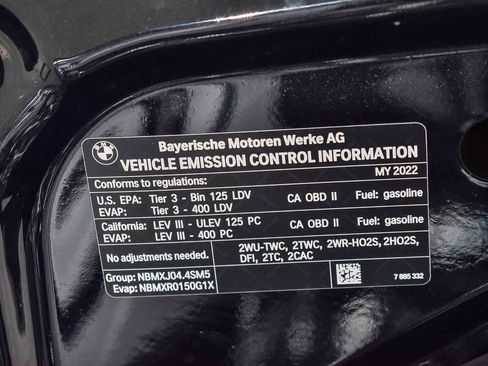 BMW
Bayerische Motoren Werke AG
VEHICLE EMISSION CONTROL INFORMATION
Conforms to regulations: MY 2022
U.S. EPA: Tier 3 - Bin 125 LDV CA OBD II Fuel: gasoline
EVAP: Tier 3 - 400 LDV
California: LEV III - ULEV 125 PC CA OBD II Fuel: gasoline
EVAP: LEV III - 400 PC
No adjustments needed. 2WU-TWC, 2TWC, 2WR-HO2S, 2HO2S,
DFI, 2TC, 2CAC
Group: NBMXJ04.4SM5
Evap: NBMXR0150G1X
7 885 332